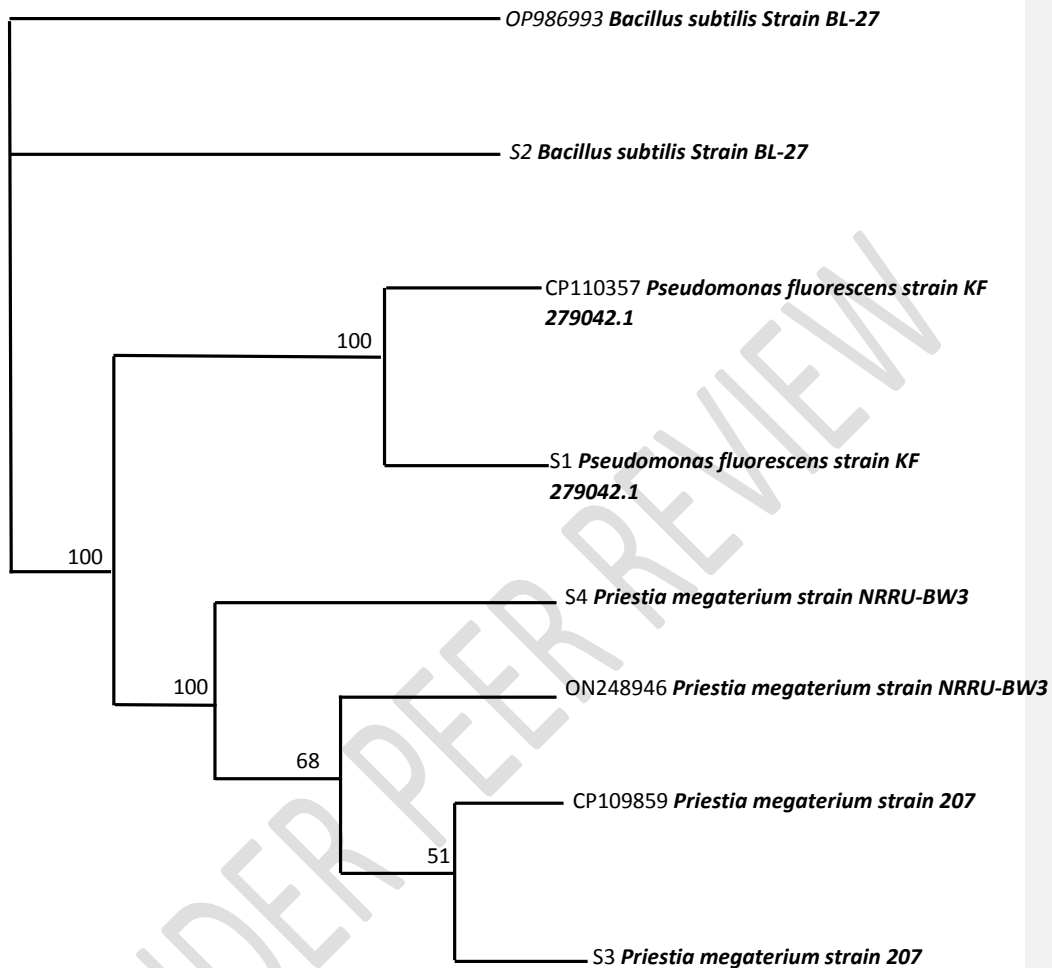 OP986993 Bacillus subtilis Strain BL-27
S2 Bacillus subtilis Strain BL-27
CP110357 Pseudomonas fluorescens strain KF
279042.1
100
S1 Pseudomonas fluorescens strain KF
279042.1
100
S4 Priestia megaterium strain NRRU-BW3
100
ON248946 Priestia megaterium strain NRRU-BW3
68
CP109859 Priestia megaterium strain 207
51
S3 Priestia megaterium strain 207
DER PEER REVIEW